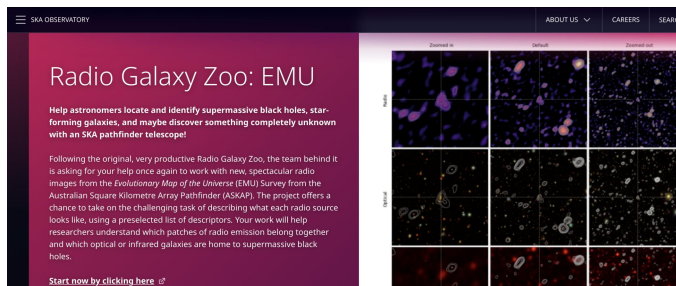 SKA OBSERVATORY
ABOUT US
CAREERS
Radio Galaxy Zoo: EMU
Help astronomers locate and identify supermassive black holes, star-
forming galaxies, and maybe discover something completely unknown
with an SKA pathfinder telescope!
Following the original, very productive Radio Galaxy Zoo, the team behind it
is asking for your help once again to work with new, spectacular radio
images from the Evolutionary Map of the Universe (EMU) Survey from the
Australian Square Kilometre Array Pathfinder (ASKAP). The project offers a
chance to take on the challenging task of describing what each radio source
looks like, using a preselected list of descriptors. Your work will help
researchers understand which patches of radio emission belong together
and which optical or infrared galaxies are home to supermassive black
holes.
Start now by clicking here
Zoomed in
Default
Zoomed out
Radio
Optical